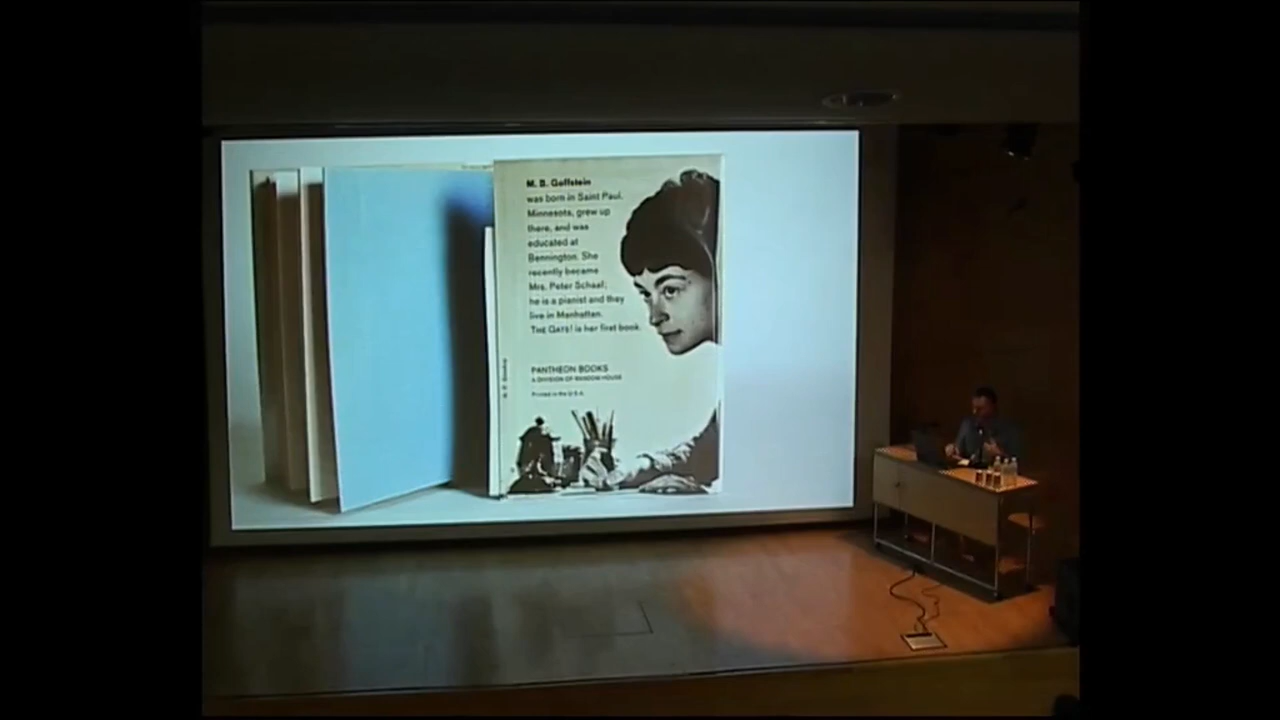 M. B. Goffstein
was born in Saint Paul,
Minnesota, grew up
there, and was
educated at
Bennington. She
recently became
Mrs. Peter Schaaf;
he is a pianist and they
live in Manhattan.
THE GATS! is her first book.
PANTHEON BOOKS
A DIVISION OF RANDOM HOUSE
Printed in the U.S.A.